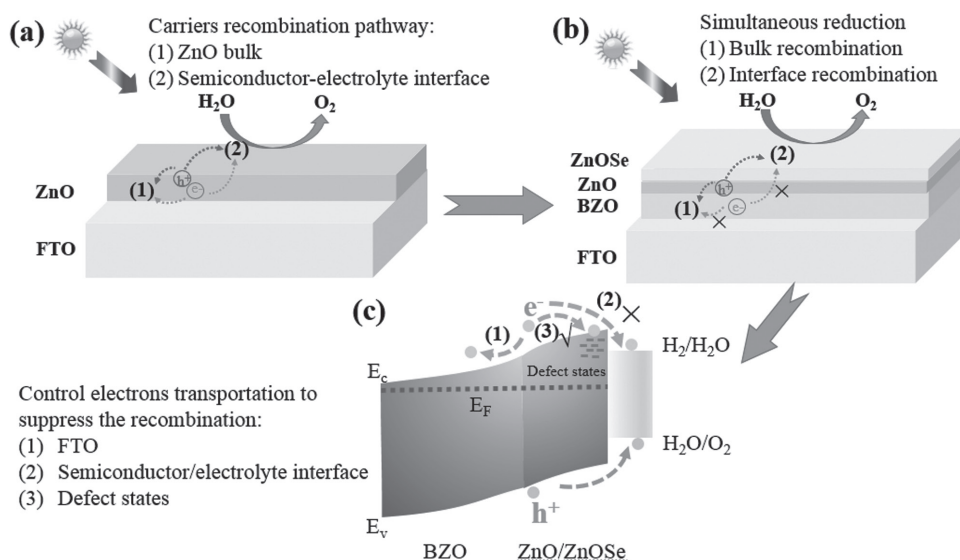 (a)
Carriers recombination pathway:
(1) ZnO bulk
(2) Semiconductor-electrolyte interface
H₂O
O₂
(2)
ZnO
(1)
h⁺
e-
FTO
(b)
Simultaneous reduction
(1) Bulk recombination
(2) Interface recombination
H₂O
O₂
ZnOSe
(2)
ZnO
h⁺
BZO
(1)
e-
FTO
(c)
e⁻
(2)
(1)
(3)√
H₂/H₂O
E_c
Defect states
E_F
H₂O/O₂
h⁺
E_v
BZO
ZnO/ZnOSe
Control electrons transportation to
suppress the recombination:
(1) FTO
(2) Semiconductor/electrolyte interface
(3) Defect states